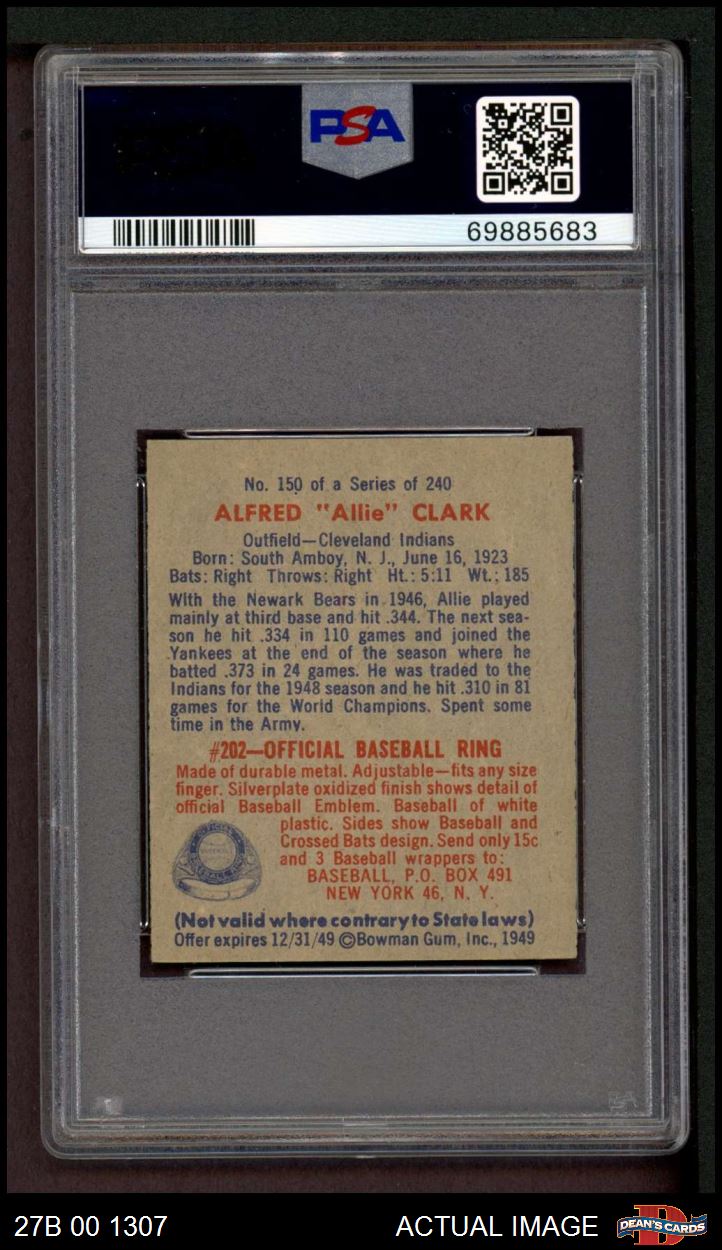 PSA
69885683
No. 150 of a Series of 240
ALFRED "Allie" CLARK
Outfield—Cleveland Indians
Born: South Amboy, N. J., June 16, 1923
Bats: Right Throws: Right Ht.: 5:11 Wt.: 185
With the Newark Bears in 1946, Allie played
mainly at third base and hit .344. The next sea-
son he hit .334 in 110 games and joined the
Yankees at the end of the season where he
batted .373 in 24 games. He was traded to the
Indians for the 1948 season and he hit .310 in 81
games for the World Champions. Spent some
time in the Army.
#202—OFFICIAL BASEBALL RING
Made of durable metal. Adjustable—fits any size
finger. Silverplate oxidized finish shows detail of
official Baseball Emblem. Baseball of white
plastic. Sides show Baseball and
Crossed Bats design. Send only 15c
and 3 Baseball wrappers to:
BASEBALL, P.O. BOX 491
NEW YORK 46, N. Y.
(Not valid where contrary to State laws)
Offer expires 12/31/49 ©Bowman Gum, Inc., 1949
27B 00 1307
ACTUAL IMAGE
DEAN'S CARDS